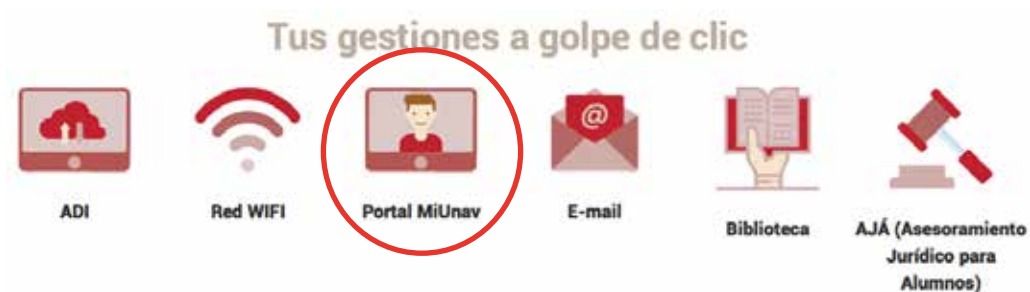 Tus gestiones a golpe de clic
@
ADI
Red WIFI
Portal MiUnav
E-mail
Biblioteca
AJÁ (Asesoramiento
Jurídico para
Alumnos)